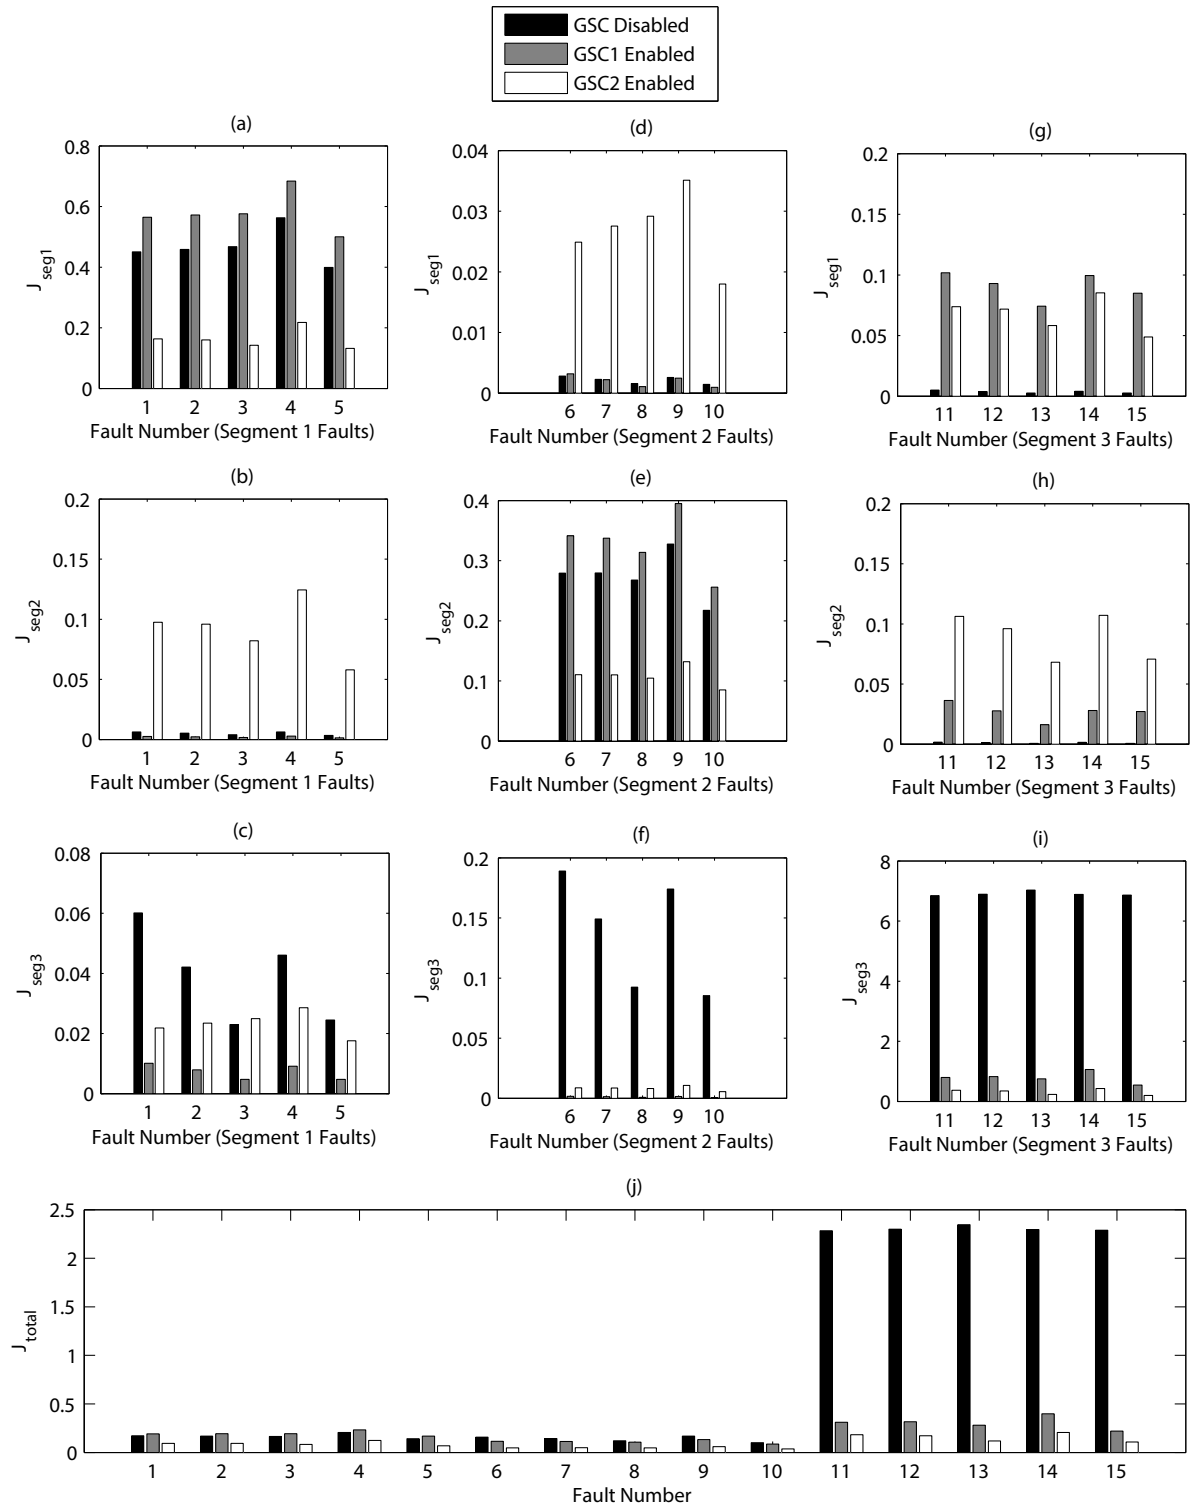 GSC Disabled
GSC1 Enabled
GSC2 Enabled
(a)
0.8
0.6
0.4
0.2
0
J seg1
1 2 3 4 5
Fault Number (Segment 1 Faults)
(d)
0.04
0.03
0.02
0.01
0
J seg1
6 7 8 9 10
Fault Number (Segment 2 Faults)
(g)
0.2
0.15
0.1
0.05
0
J seg1
11 12 13 14 15
Fault Number (Segment 3 Faults)
(b)
0.2
0.15
0.1
0.05
0
J seg2
1 2 3 4 5
Fault Number (Segment 1 Faults)
(e)
0.4
0.3
0.2
0.1
0
J seg2
6 7 8 9 10
Fault Number (Segment 2 Faults)
(h)
0.2
0.15
0.1
0.05
0
J seg2
11 12 13 14 15
Fault Number (Segment 3 Faults)
(c)
0.08
0.06
0.04
0.02
0
J seg3
1 2 3 4 5
Fault Number (Segment 1 Faults)
(f)
0.2
0.15
0.1
0.05
0
J seg3
6 7 8 9 10
Fault Number (Segment 2 Faults)
(i)
8
6
4
2
0
J seg3
11 12 13 14 15
Fault Number (Segment 3 Faults)
(j)
2.5
2
1.5
1
0.5
0
J total
1 2 3 4 5 6 7 8 9 10 11 12 13 14 15
Fault Number